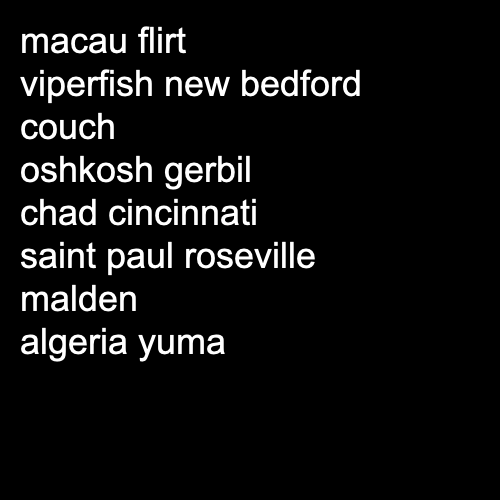 macau flirt
viperfish new bedford
couch
oshkosh gerbil
chad cincinnati
saint paul roseville
malden
algeria yuma